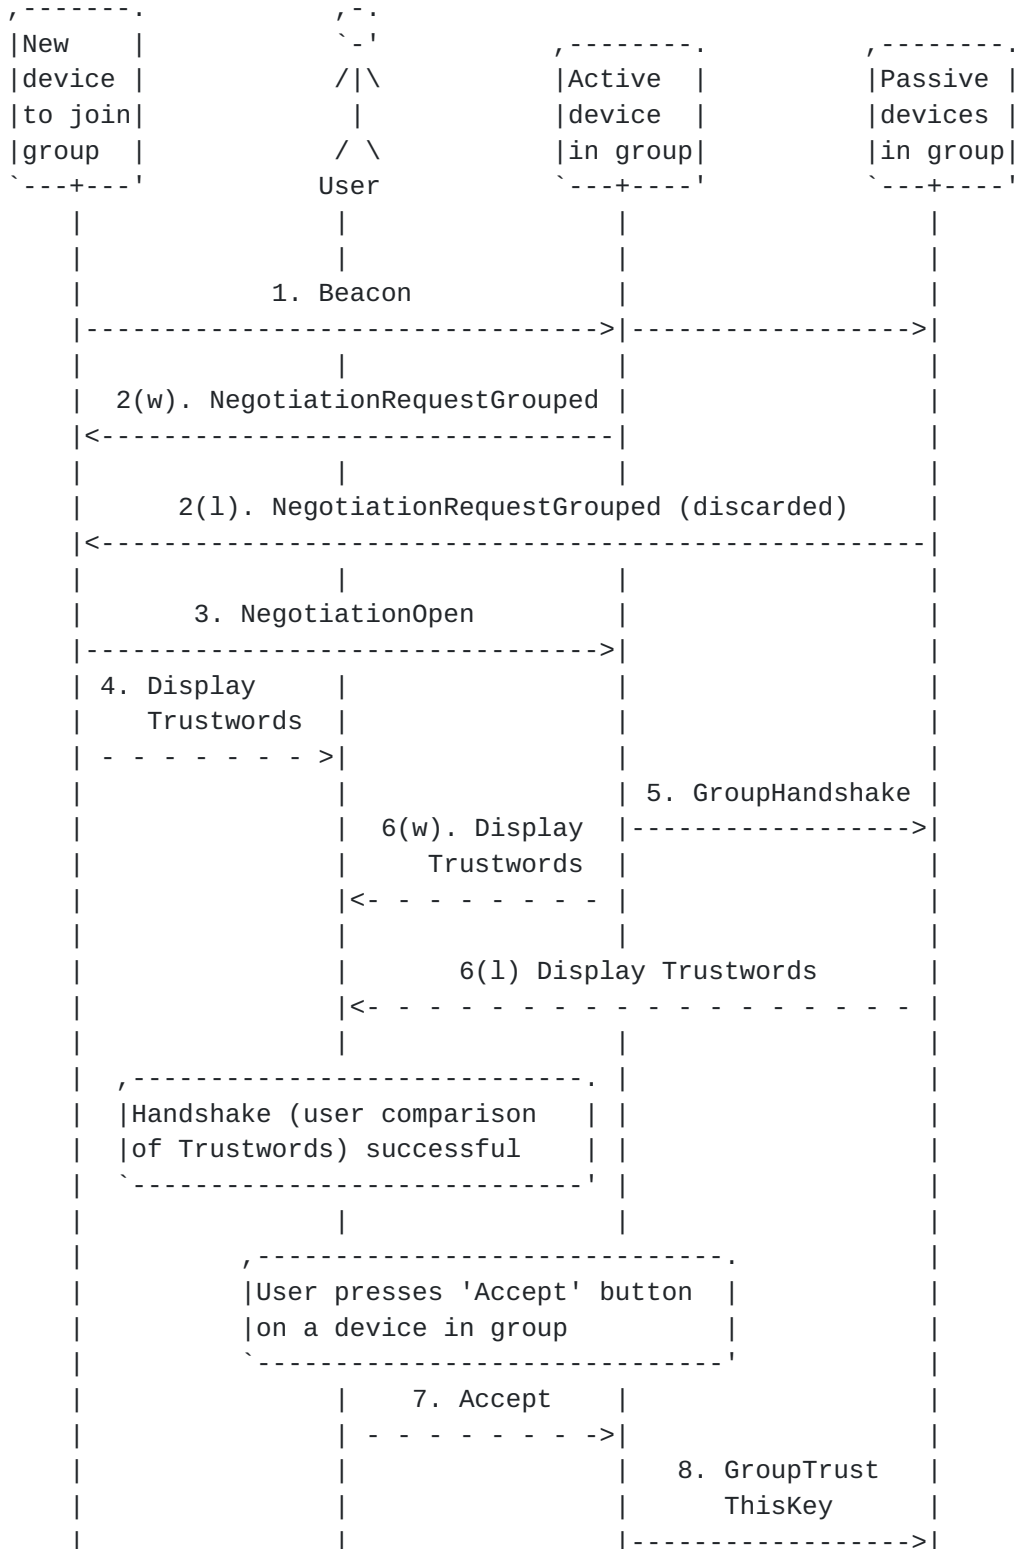 New
device
to join
group
User
Active
device
in group
Passive
devices
in group
1. Beacon
2(w). NegotiationRequestGrouped
2(l). NegotiationRequestGrouped (discarded)
3. NegotiationOpen
4. Display
Trustwords
5. GroupHandshake
6(w). Display
Trustwords
6(l) Display Trustwords
Handshake (user comparison
of Trustwords) successful
User presses 'Accept' button
on a device in group
7. Accept
8. GroupTrust
ThisKey